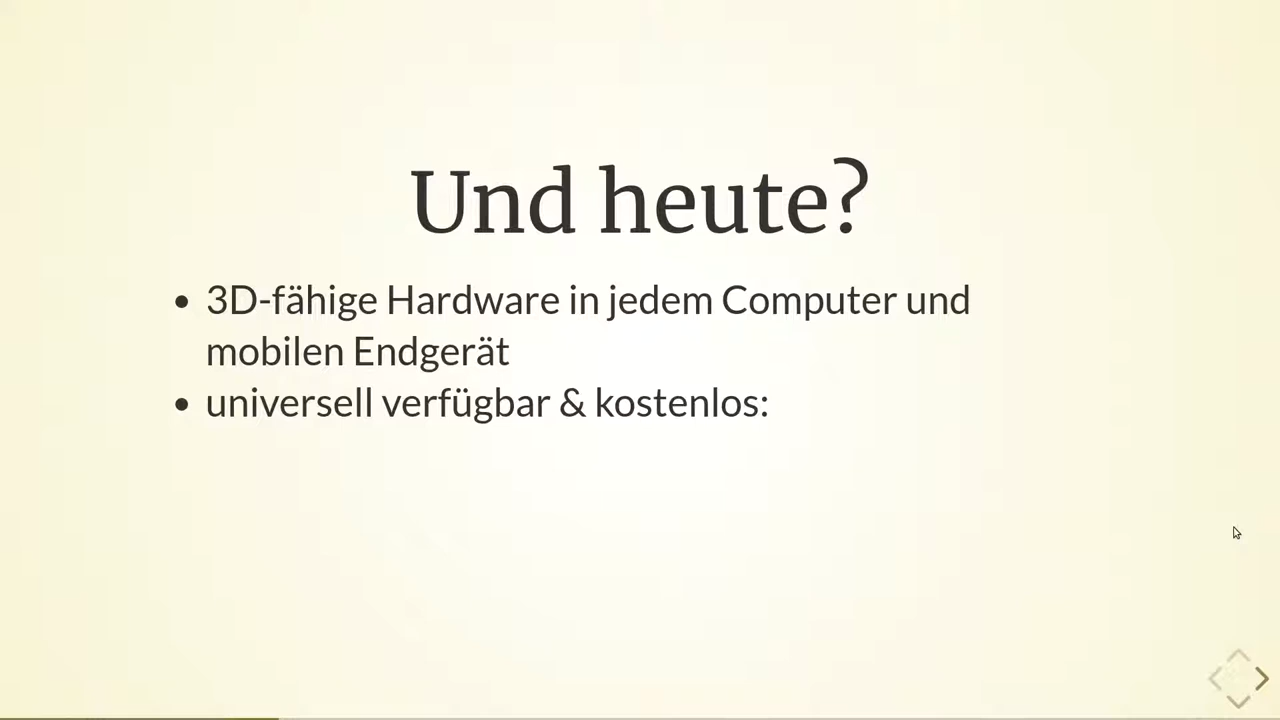 Und heute?
• 3D-fähige Hardware in jedem Computer und
mobilen Endgerät
• universell verfügbar & kostenlos: